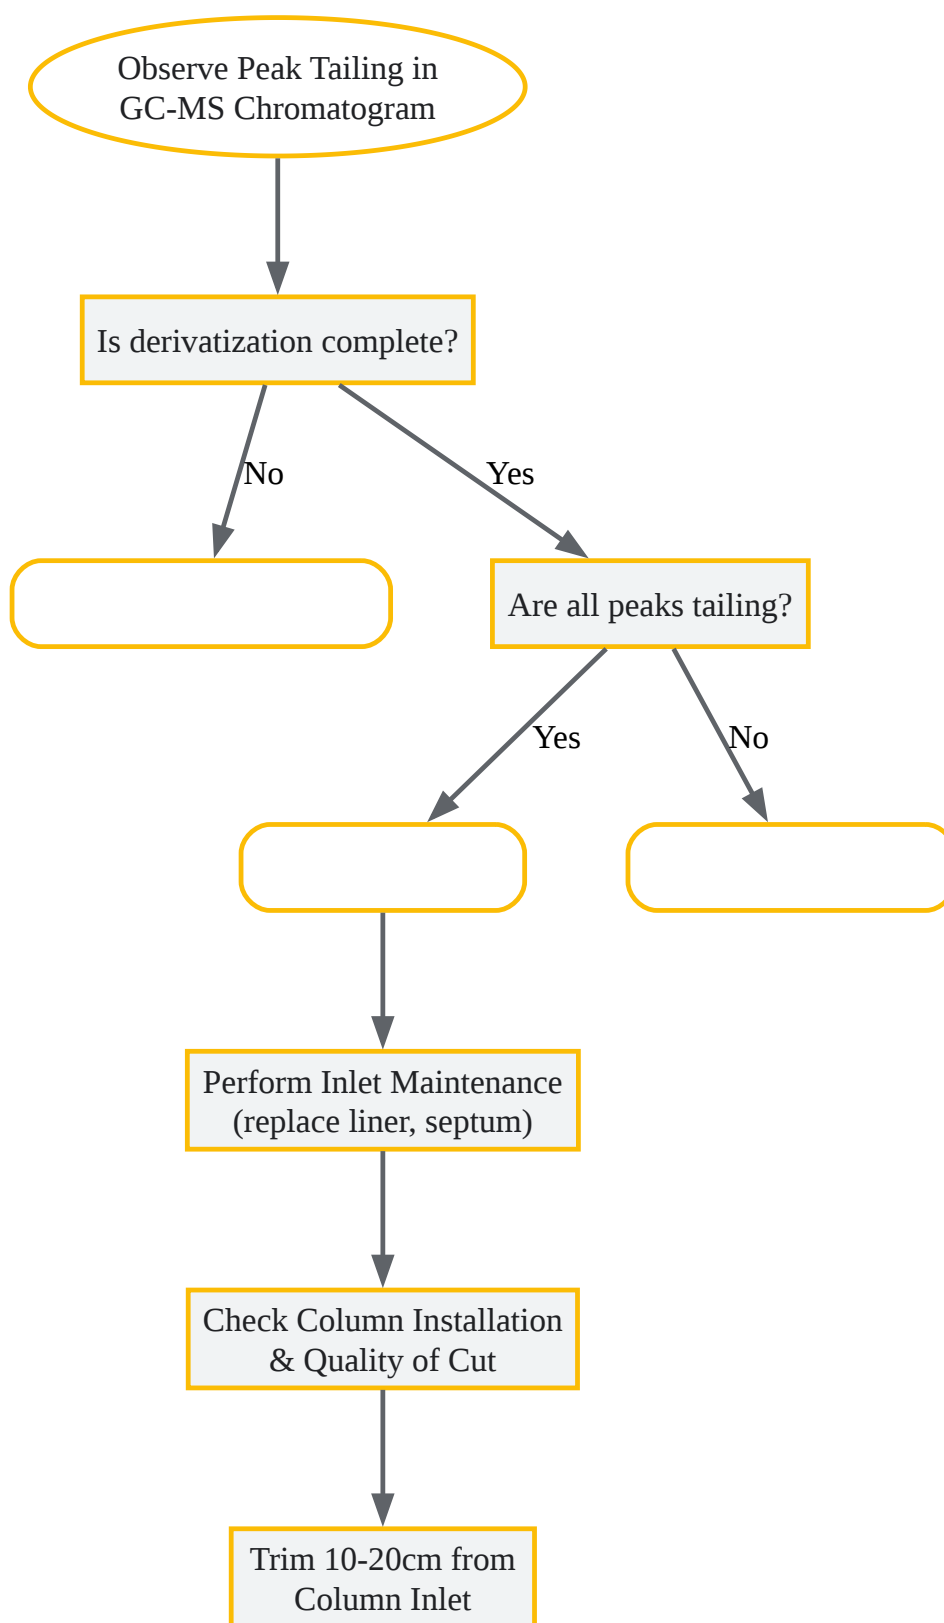 Observe Peak Tailing in
GC-MS Chromatogram
Is derivatization complete?
No
Yes
Are all peaks tailing?
Yes
No
Perform Inlet Maintenance
(replace liner, septum)
Check Column Installation
& Quality of Cut
Trim 10-20cm from
Column Inlet